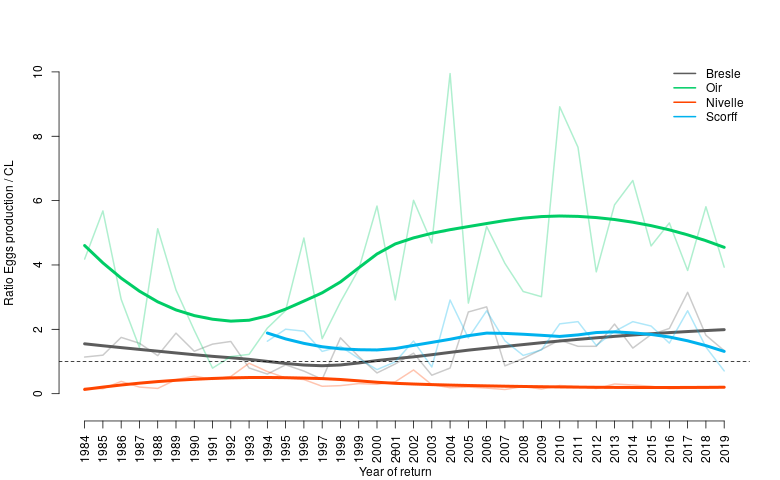 Bresle
Oir
Nivelle
Scorff
Ratio Eggs production / CL
10
8
6
4
2
0
1984 1985 1986 1987 1988 1989 1990 1991 1992 1993 1994 1995 1996 1997 1998 1999 2000 2001 2002 2003 2004 2005 2006 2007 2008 2009 2010 2011 2012 2013 2014 2015 2016 2017 2018 2019
Year of return